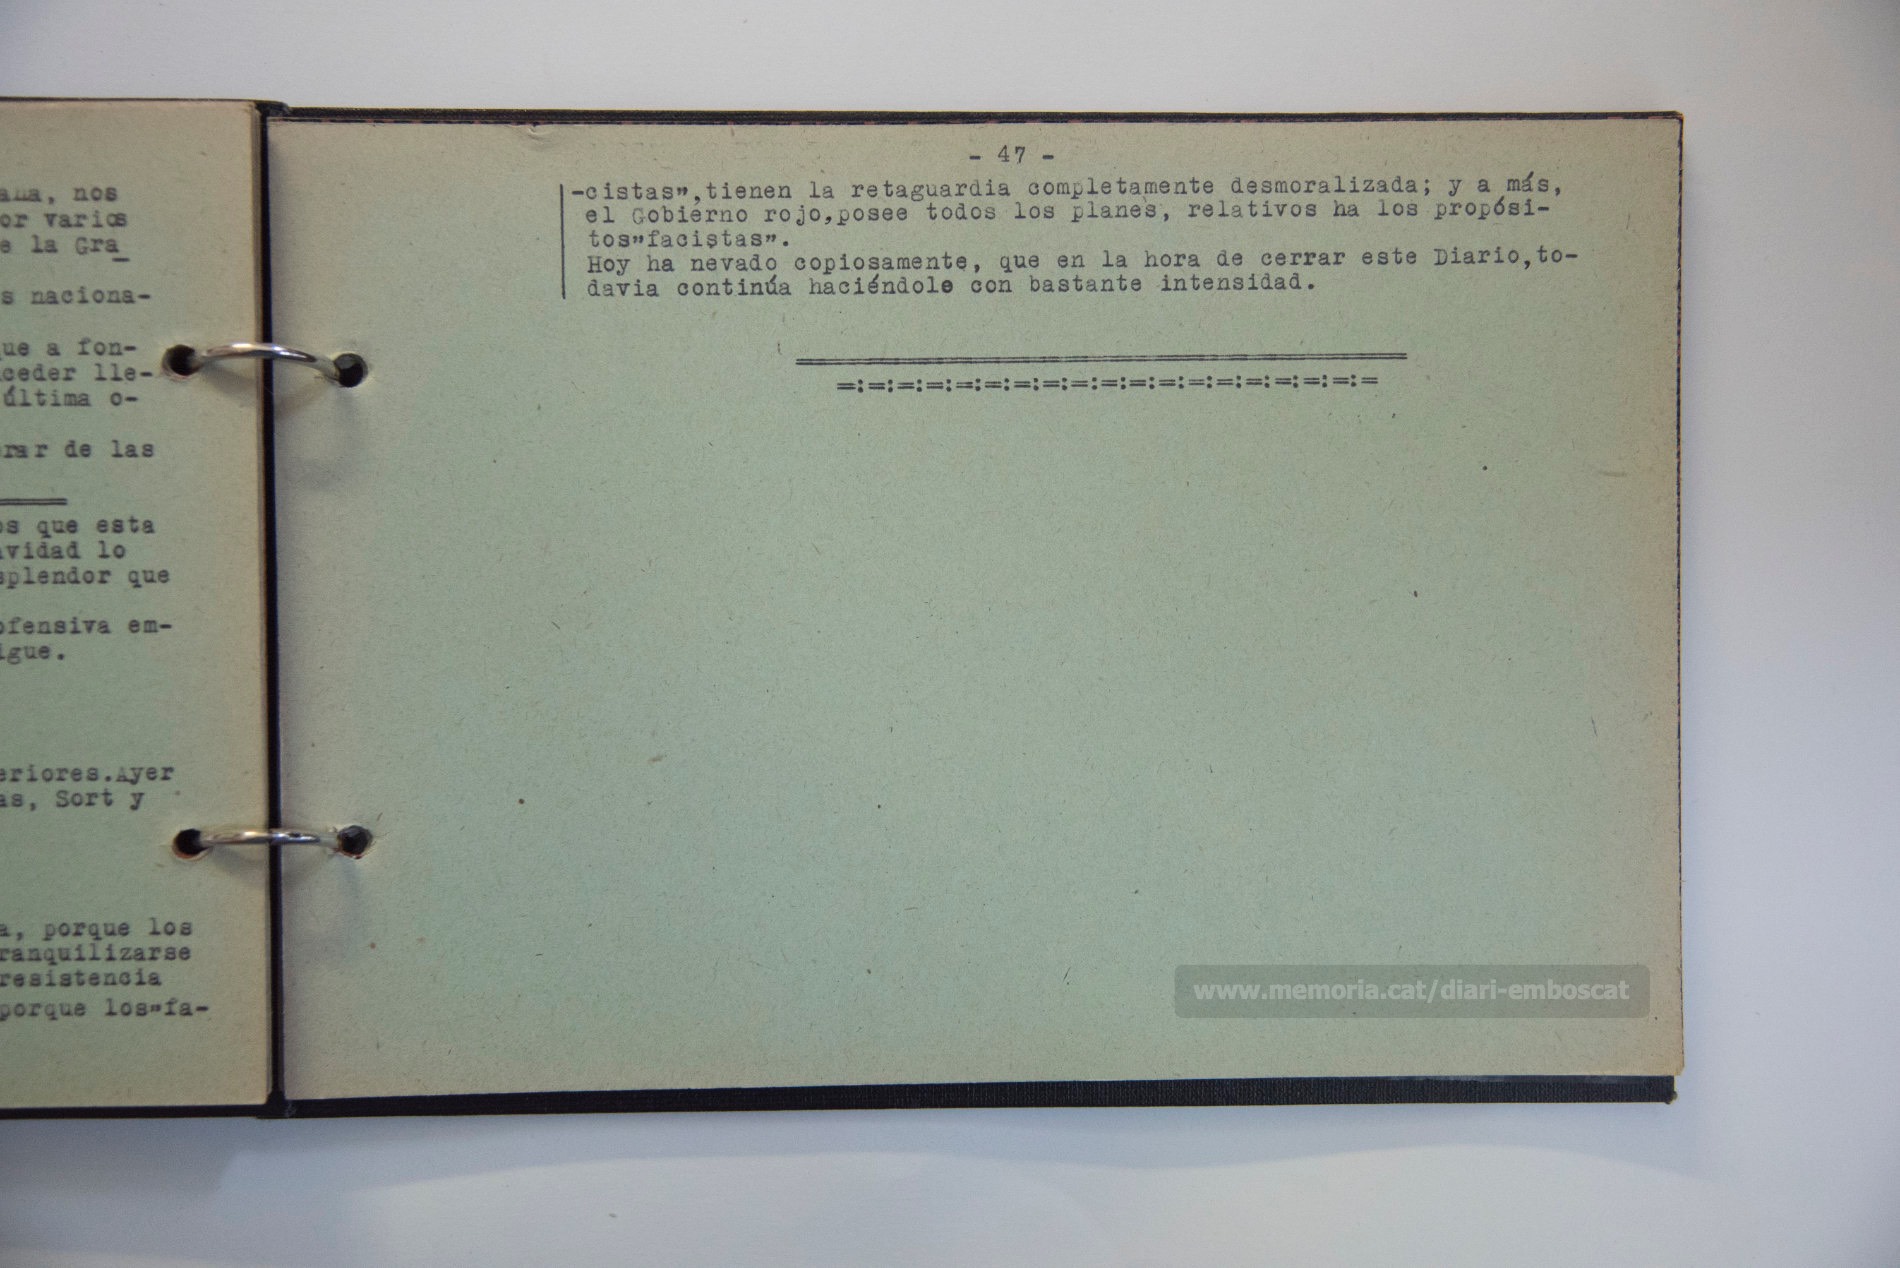 aña, nos
or varios
e la Gra_
s naciona-
que a fon-
ceder lle-
última o-
rar de las
os que esta
avidad lo
splendor que
ofensiva em-
igue.
eriores.Ayer
as, Sort y
a, porque los
ranquilizarse
resistencia
porque los"fa-
- 47 -
-cistas",tienen la retaguardia completamente desmoralizada; y a más,
el Gobierno rojo,posee todos los planes, relativos ha los propósi-
tos"facistas".
Hoy ha nevado copiosamente, que en la hora de cerrar este Diario,to-
davia continúa haciéndole con bastante intensidad.
=:=:=:=:=:=:=:=:=:=:=:=:=:=:=:=:=:=:=
www.memoria.cat/diari-emboscat